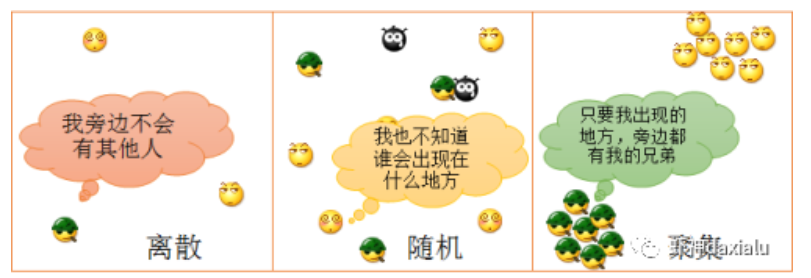 我旁边不会
有其他人
离散
我也不知道
谁会出现在
什么地方
随机
只要我出现的
地方，旁边都
有我的兄弟
聚集
daxialu